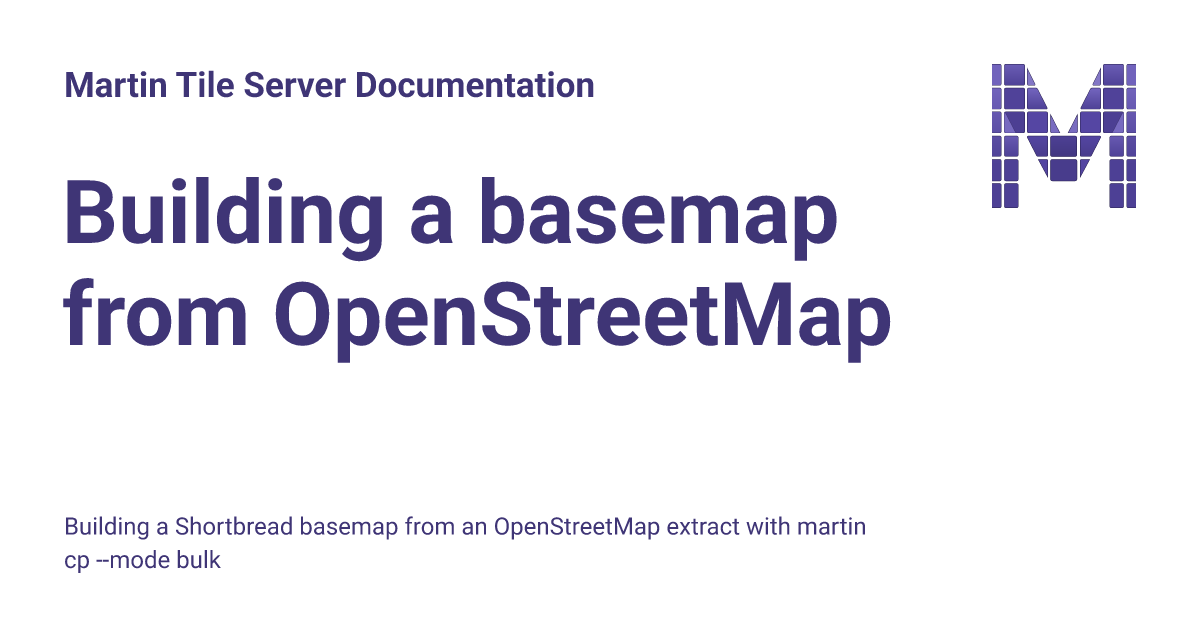 Martin Tile Server Documentation
Building a basemap
from OpenStreetMap
Building a Shortbread basemap from an OpenStreetMap extract with martin
cp --mode bulk